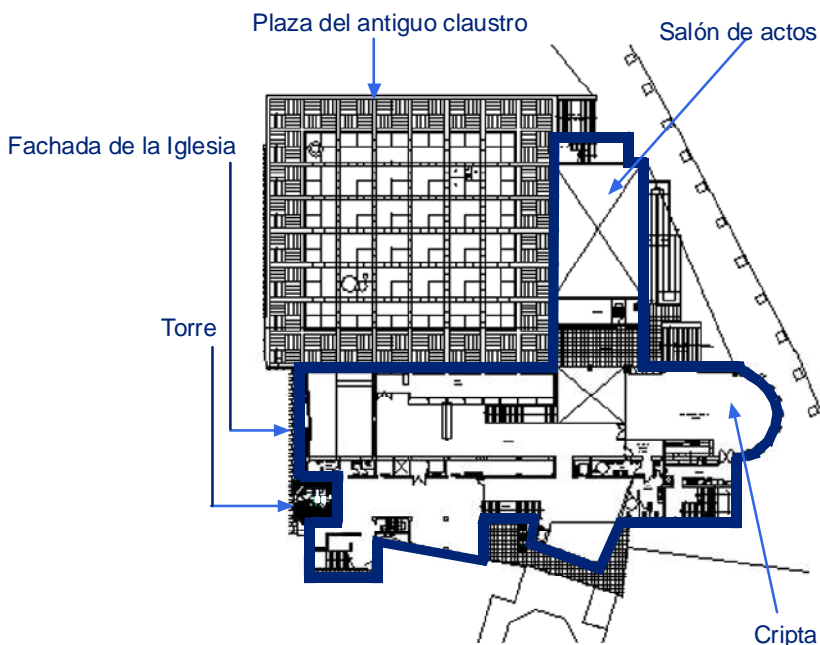 Plaza del antiguo claustro
Salón de actos
Fachada de la Iglesia
Torre
Cripta